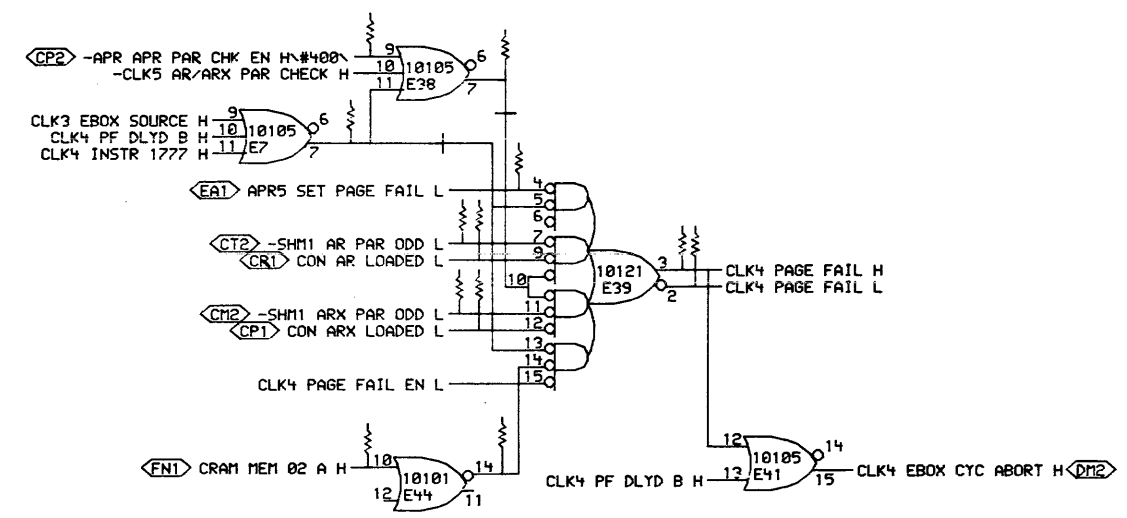 6
CP2 -APR APR PAR CHK EN H\#400\ 9
-CLK5 AR/ARX PAR CHECK H 10
11
10105
E38
7
CLK3 EBOX SOURCE H 9
CLK4 PF DLYD B H 10
CLK4 INSTR 1777 H 11
10105
E7
6
7
EA1 APR5 SET PAGE FAIL L 4
5
6
CT2 -SHM1 AR PAR ODD L 7
CR1 CON AR LOADED L 9
10
CM2 -SHM1 ARX PAR ODD L 11
CP1 CON ARX LOADED L 12
13
14
CLK4 PAGE FAIL EN L 15
10121
E39
3 CLK4 PAGE FAIL H
2 CLK4 PAGE FAIL L
FN1 CRAM MEM 02 A H 10
12
10101
E44
14
11
12
CLK4 PF DLYD B H 13
10105
E41
14
15 CLK4 EBOX CYC ABORT H DM2